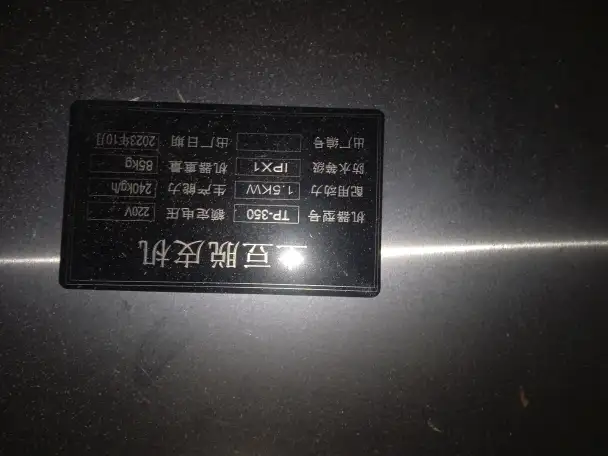 土豆脱皮机
机器型号 TP-350 额定电压 220V
配用动力 1.5KW 生产能力 240kg/h
防水等级 IPX1 机器重量 85kg
出厂编号 出厂日期 2023年10月